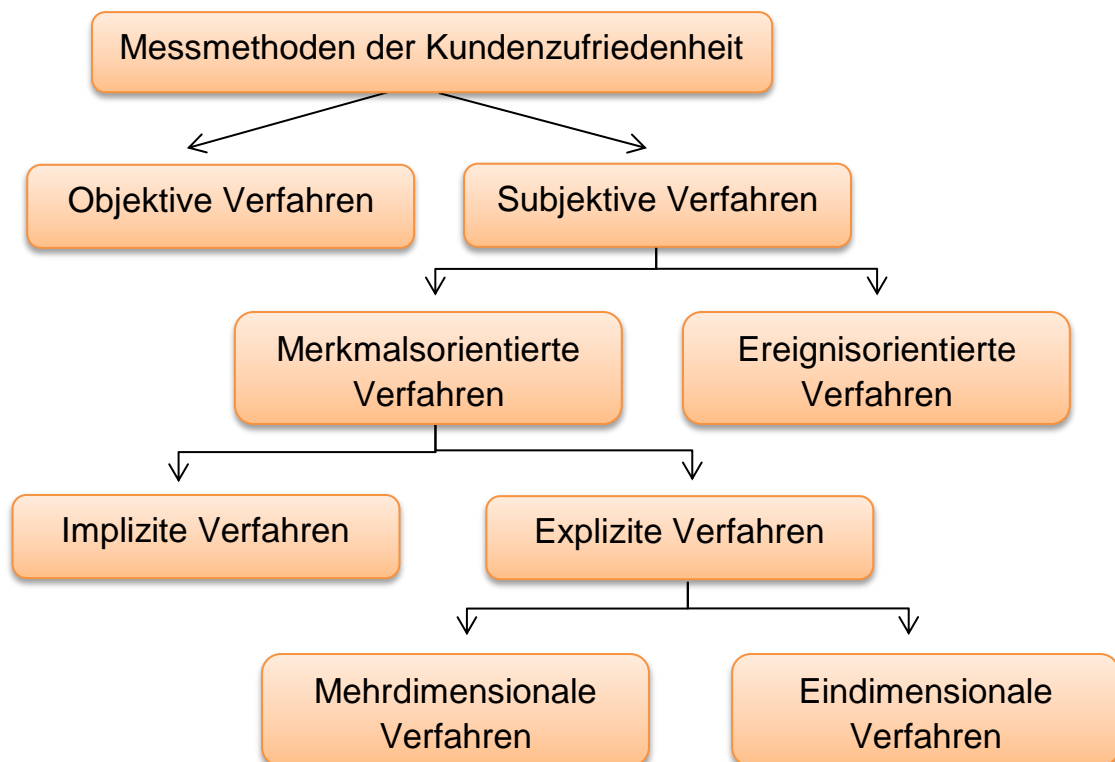 Messmethoden der Kundenzufriedenheit
Objektive Verfahren
Subjektive Verfahren
Merkmalsorientierte
Verfahren
Ereignisorientierte
Verfahren
Implizite Verfahren
Explizite Verfahren
Mehrdimensionale
Verfahren
Eindimensionale
Verfahren